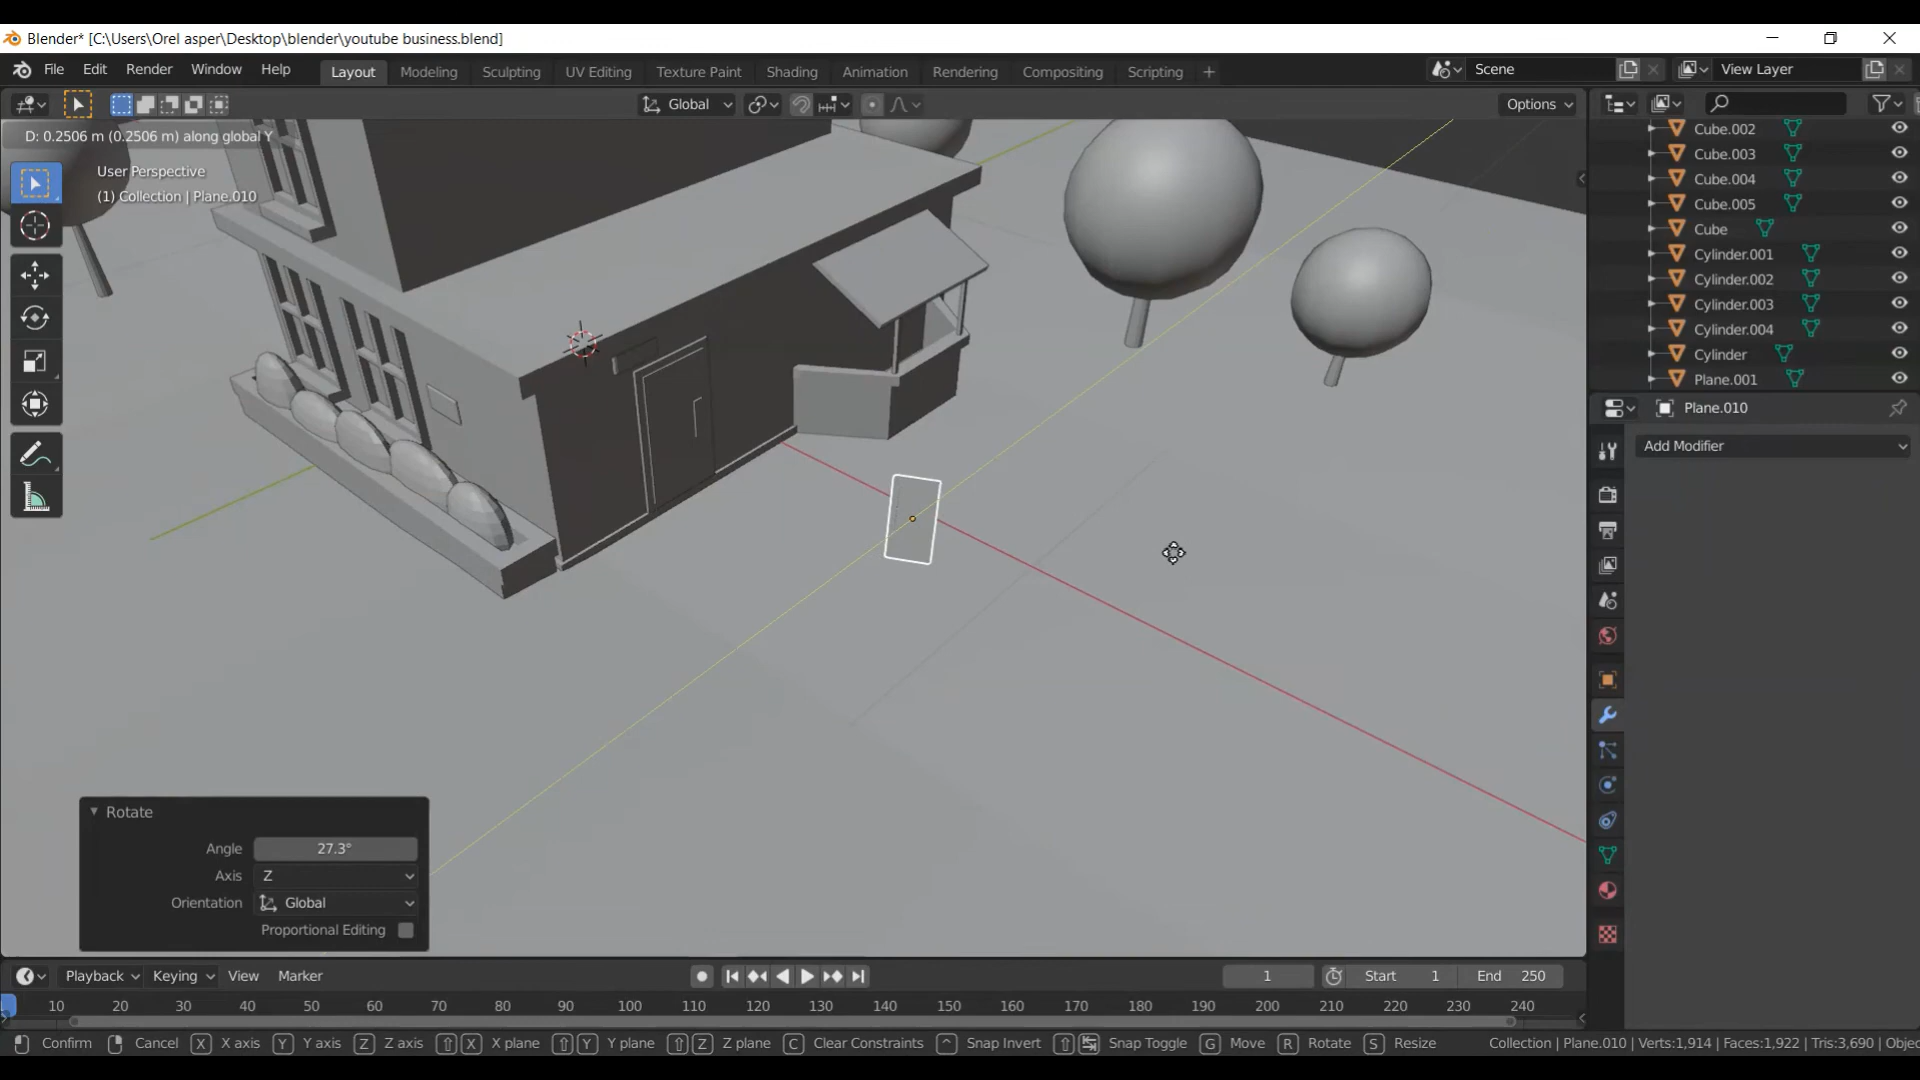 Blender* [C:\Users\Orel asper\Desktop\blender\youtube business.blend]
File Edit Render Window Help Layout Modeling Sculpting UV Editing Texture Paint Shading Animation Rendering Compositing Scripting + Scene View Layer
Global Options
D: 0.2506 m (0.2506 m) along global Y
User Perspective
(1) Collection | Plane.010
Cube.002
Cube.003
Cube.004
Cube.005
Cube
Cylinder.001
Cylinder.002
Cylinder.003
Cylinder.004
Cylinder
Plane.001
Plane.010
Add Modifier
Rotate
Angle 27.3°
Axis Z
Orientation Global
Proportional Editing
Playback Keying View Marker 1 Start 1 End 250
10 20 30 40 50 60 70 80 90 100 110 120 130 140 150 160 170 180 190 200 210 220 230 240
Confirm Cancel X X axis Y Y axis Z Z axis X X plane Y Y plane Z Z plane C Clear Constraints ^ Snap Invert Snap Toggle G Move R Rotate S Resize Collection | Plane.010 | Verts:1,914 | Faces:1,922 | Tris:3,690 | Objec